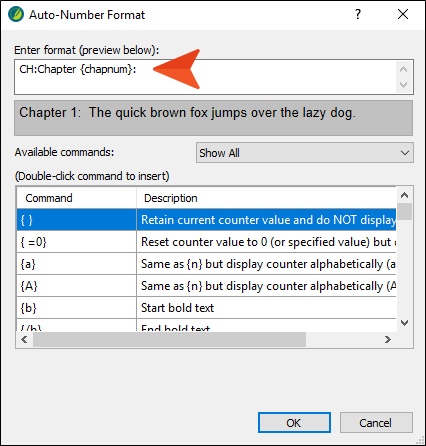 Auto-Number Format
Enter format (preview below):
CH:Chapter {chapnum}:
Chapter 1:  The quick brown fox jumps over the lazy dog.
Available commands: Show All
(Double-click command to insert)
Command Description
{ } Retain current counter value and do NOT display
{ =0} Reset counter value to 0 (or specified value) but
{a} Same as {n} but display counter alphabetically (a
{A} Same as {n} but display counter alphabetically (A
{b} Start bold text
{/b} End bold text
OK Cancel